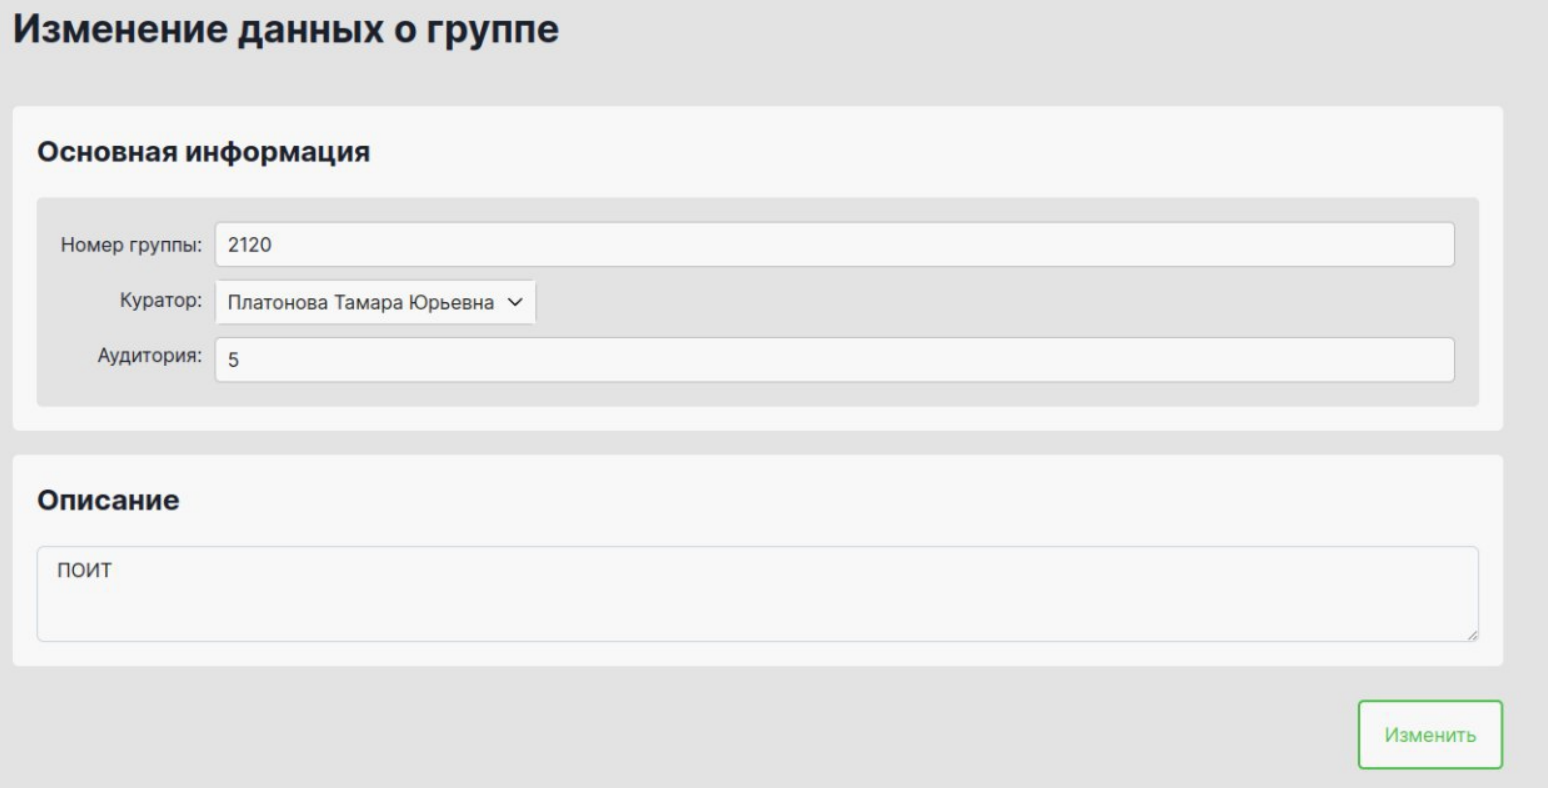 Изменение данных о группе
Основная информация
Номер группы: 2120
Куратор: Платонова Тамара Юрьевна
Аудитория: 5
Описание
ПОИТ
Изменить